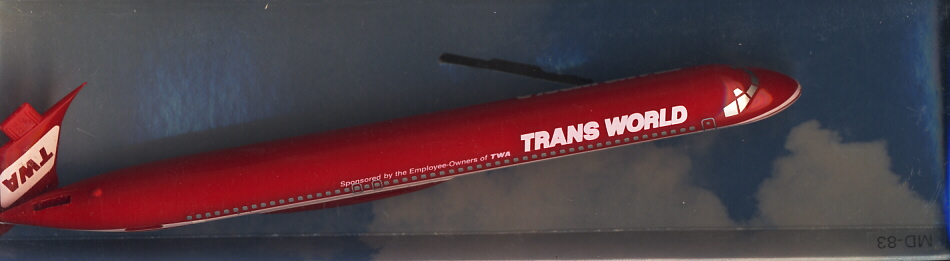 TRANS WORLD
Sponsored by the Employee-Owners of TWA
TWA
MD-83